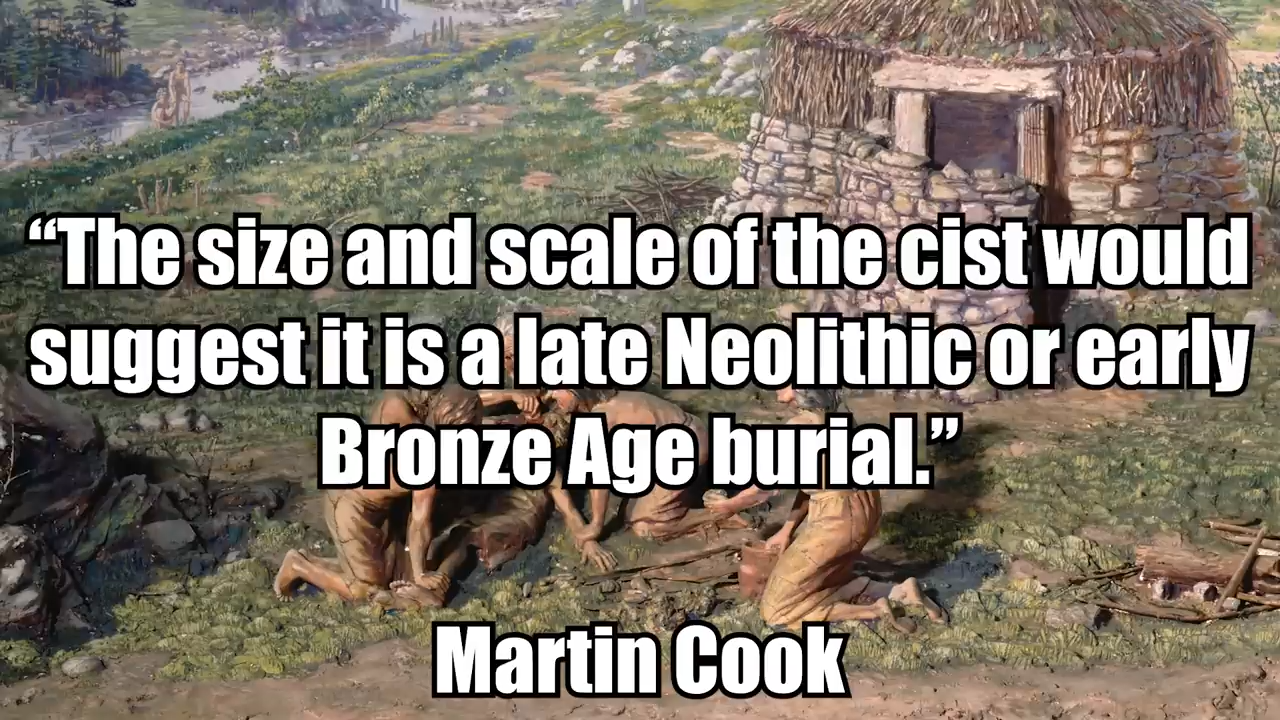 “The size and scale of the cist would
suggest it is a late Neolithic or early
Bronze Age burial.”
Martin Cook